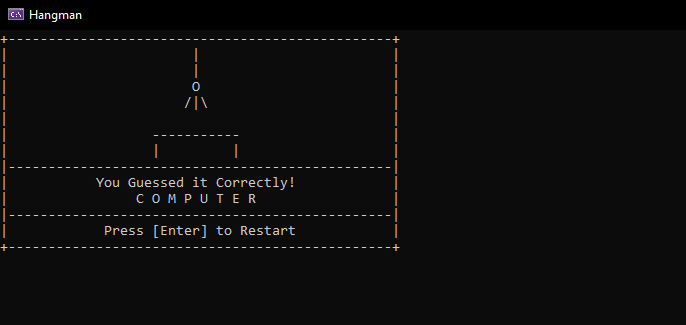 Hangman
You Guessed it Correctly!
C O M P U T E R
Press [Enter] to Restart